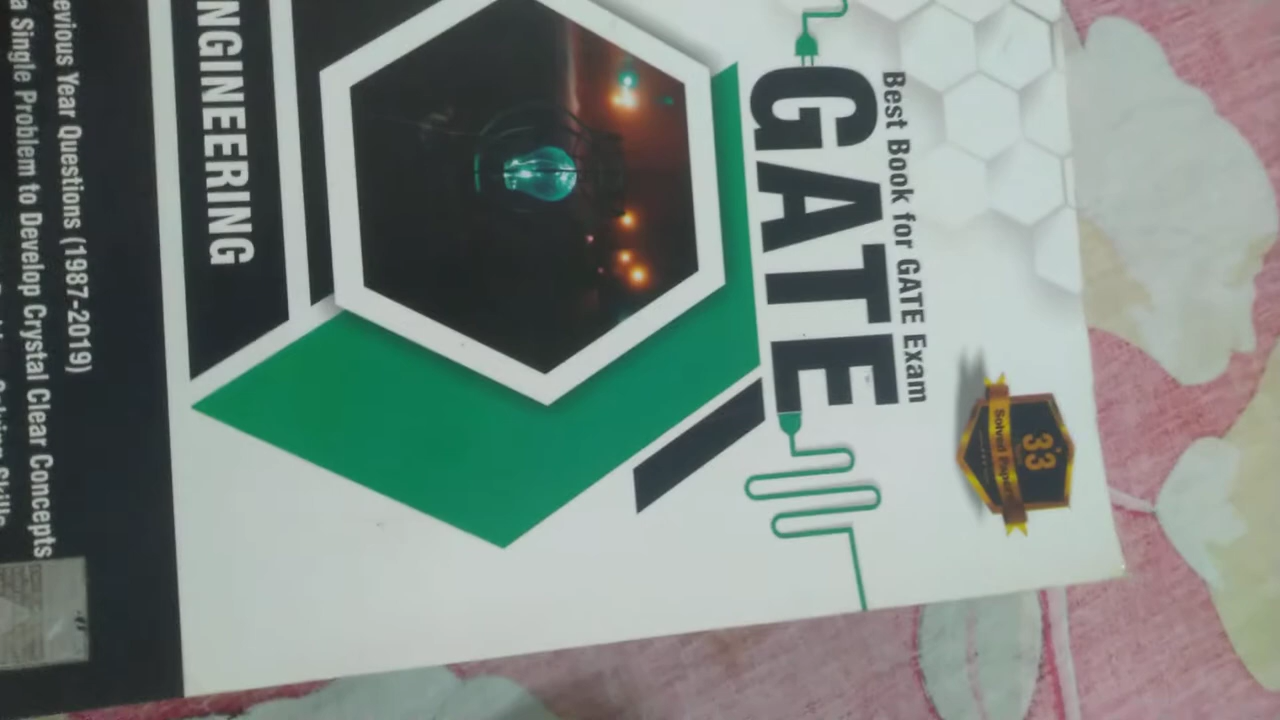 Best Book for GATE Exam
GATE
33
Solved Papers
NGINEERING
evious Year Questions (1987-2019)
a Single Problem to Develop Crystal Clear Concepts